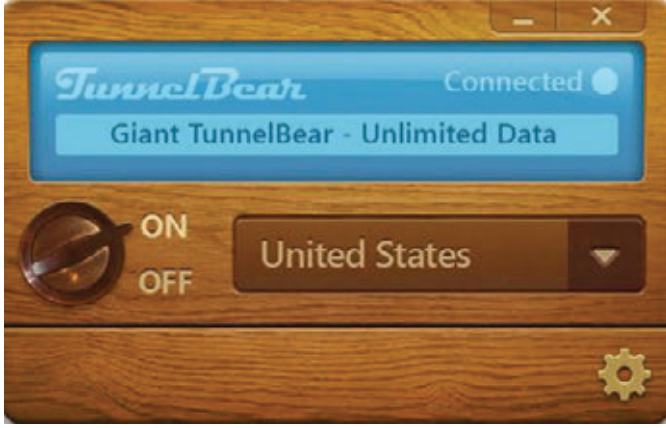 TunnelBear Connected
Giant TunnelBear - Unlimited Data
ON
OFF
United States